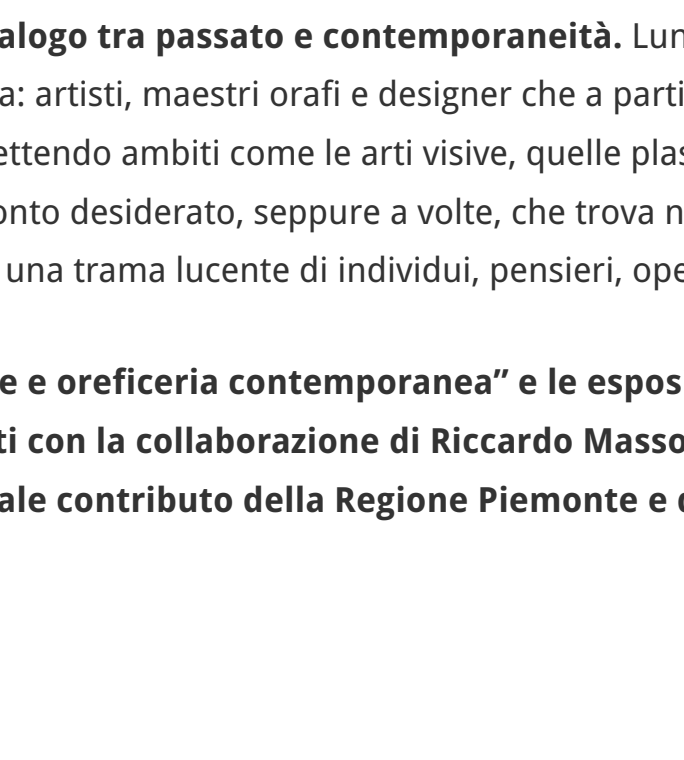 alogo tra passato e contemporaneità. Lun
a: artisti, maestri orafi e designer che a parti
ettendo ambiti come le arti visive, quelle plas
onto desiderato, seppure a volte, che trova n
una trama lucente di individui, pensieri, ope
e e oreficeria contemporanea” e le espos
ti con la collaborazione di Riccardo Masso
ale contributo della Regione Piemonte e d